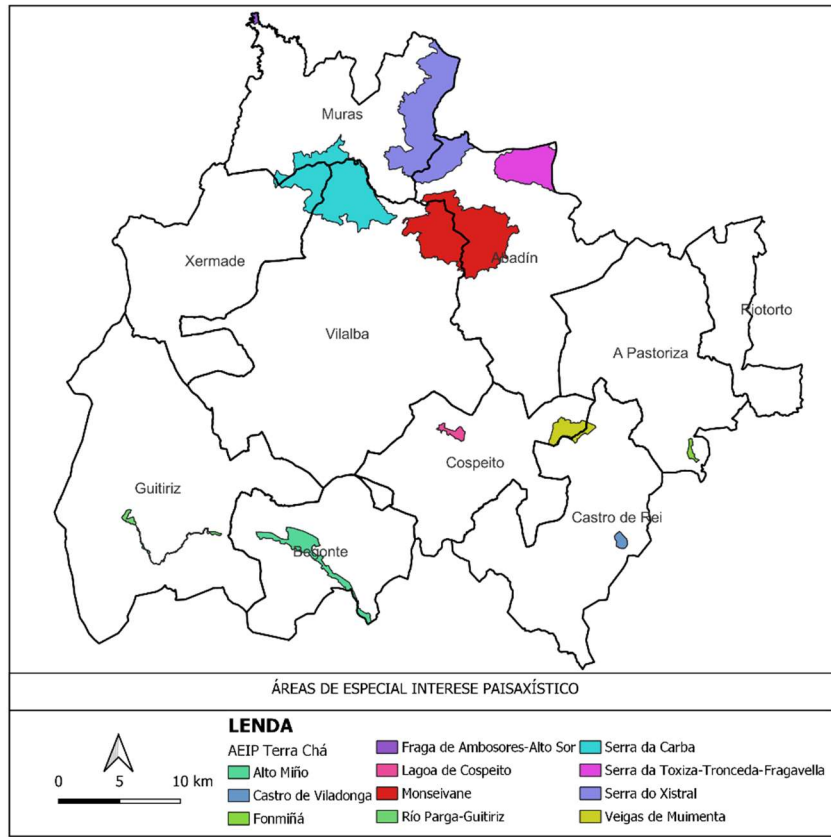 Muras
Xermade
Abadín
Riotorto
Vilalba
A Pastoriza
Cospeito
Guitiriz
Castro de Rei
Begonte
ÁREAS DE ESPECIAL INTERESE PAISAXÍSTICO
LENDA
AEIP Terra Chá
Alto Miño
Castro de Viladonga
Fonmiñá
Fraga de Ambosores-Alto Sor
Lagoa de Cospeito
Monseivane
Río Parga-Guitiriz
Serra da Carba
Serra da Toxiza-Tronceda-Fragavella
Serra do Xistral
Veigas de Muimenta
0 5 10 km